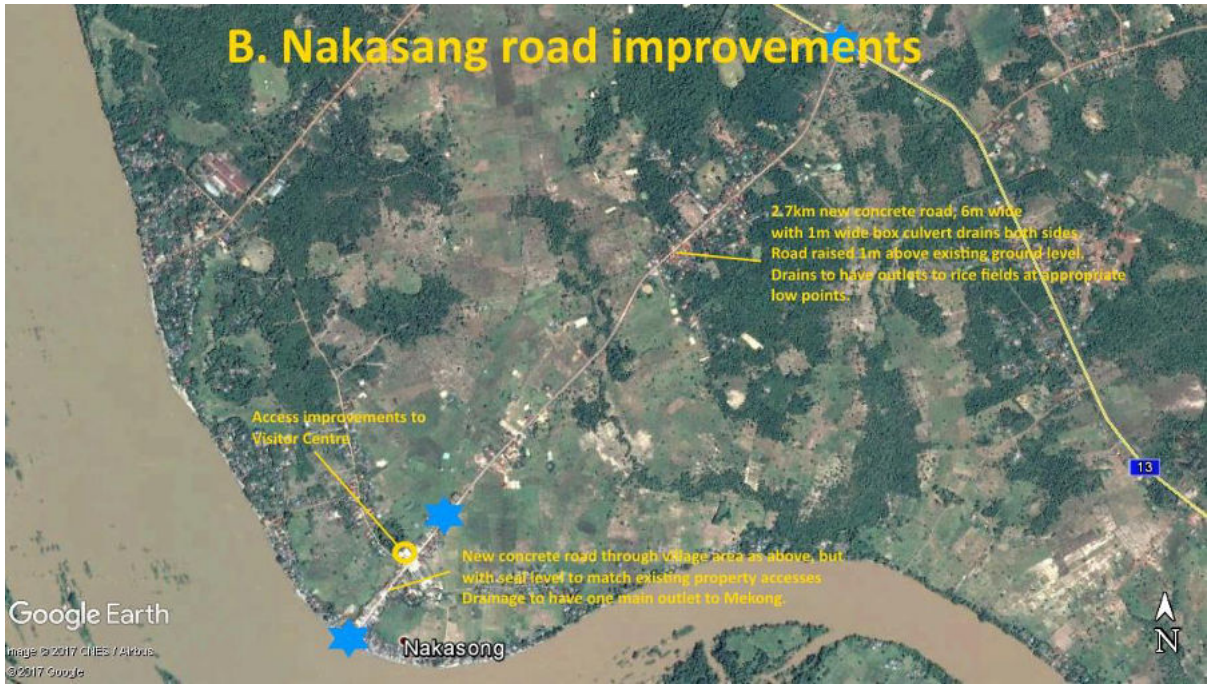 B. Nakasang road improvements
2.7km new concrete road; 6m wide
with 1m wide box culvert drains both sides.
Road raised 1m above existing ground level.
Drains to have outlets to rice fields at appropriate
low points.
13
Access improvements to
Visitor Centre
New concrete road through village area as above, but
with seal level to match existing property accesses
Drainage to have one main outlet to Mekong.
Google Earth
Nakasong
N
Image © 2017 CNES / Airbus
© 2017 Google